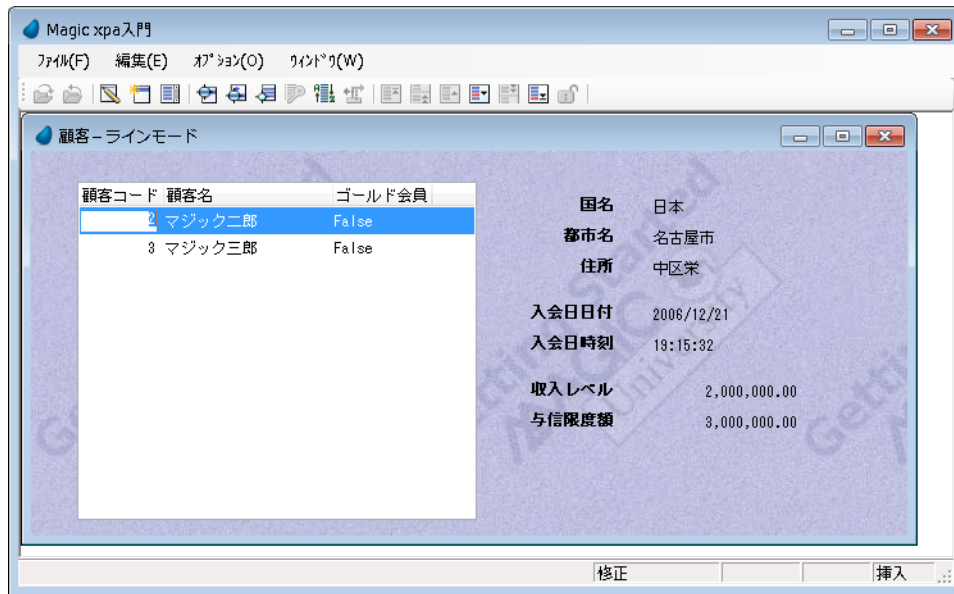 Magic xpa入門
ﾌｧｲﾙ(F) 編集(E) ｵﾌﾟｼｮﾝ(O) ｳｨﾝﾄﾞｳ(W)
顧客－ラインモード
顧客コード 顧客名 ゴールド会員
2 マジック二郎 False
3 マジック三郎 False
国名 日本
都市名 名古屋市
住所 中区栄
入会日日付 2006/12/21
入会日時刻 19:15:32
収入レベル 2,000,000.00
与信限度額 3,000,000.00
Getting Started
MAGIC
University
Getti
修正 挿入